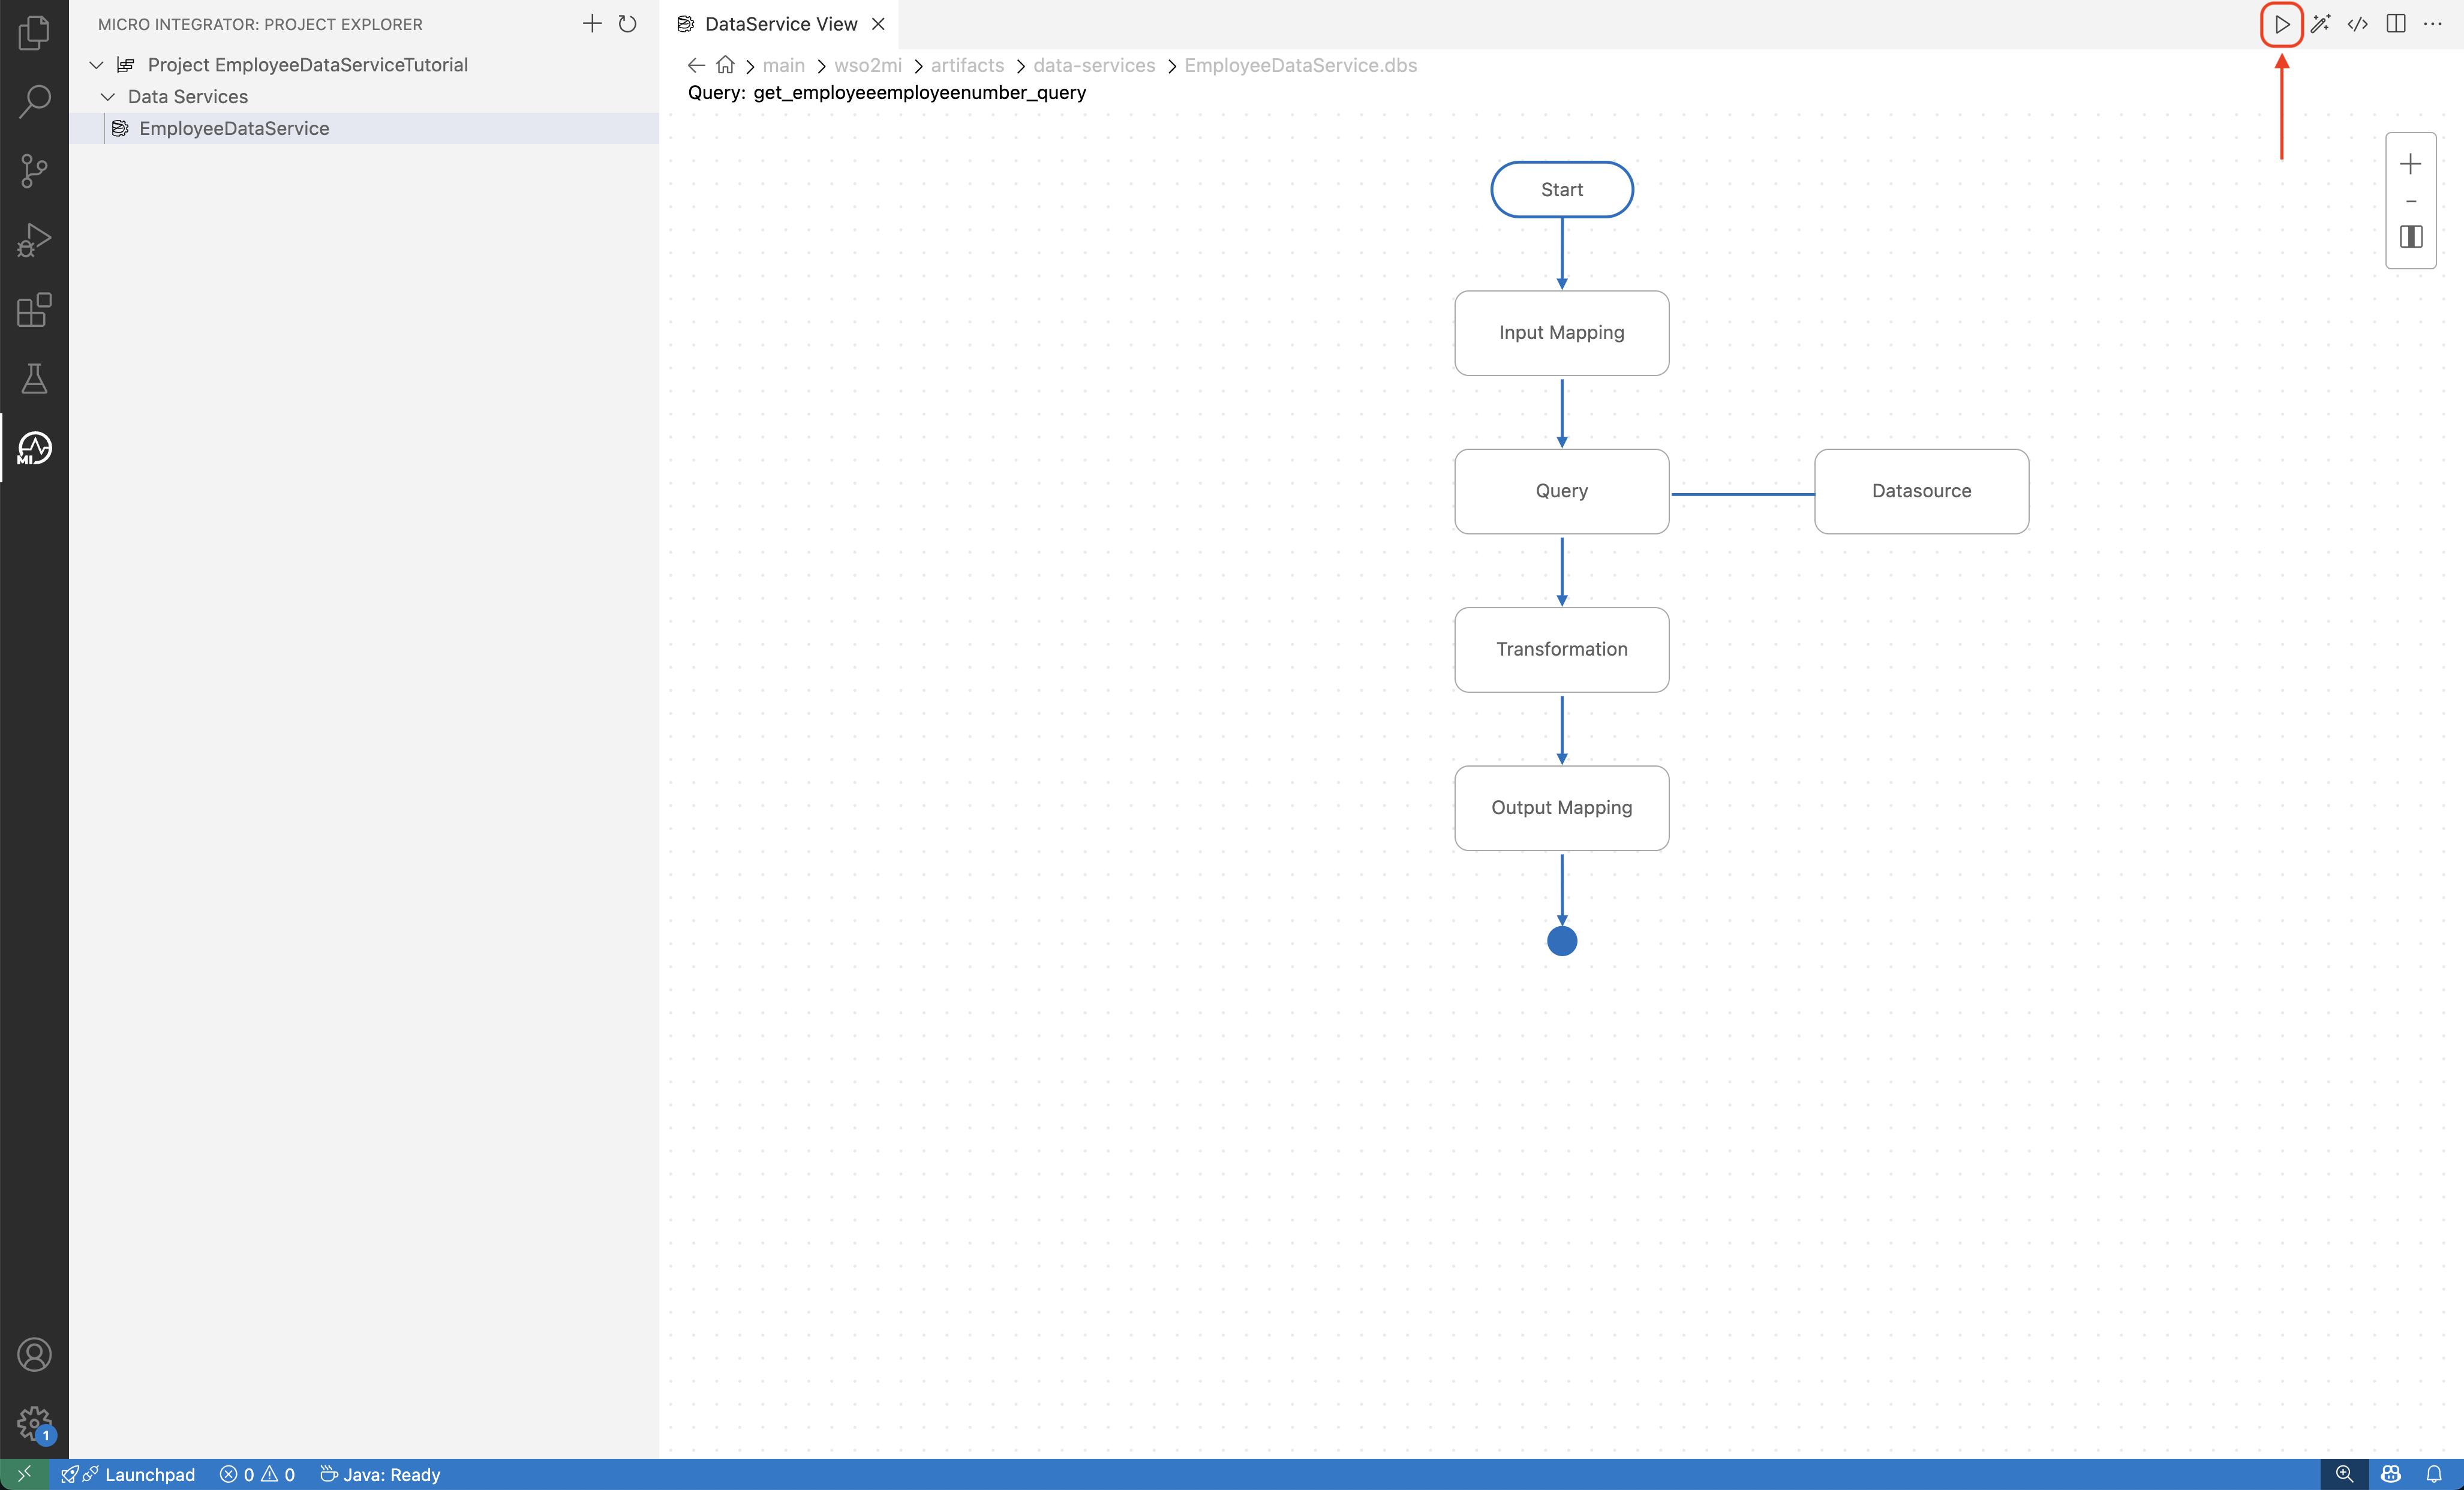 MICRO INTEGRATOR: PROJECT EXPLORER
Project EmployeeDataServiceTutorial
Data Services
EmployeeDataService
MI
1
DataService View
main wso2mi artifacts data-services EmployeeDataService.dbs
Query: get_employeeemployeenumber_query
Start
Input Mapping
Query
Datasource
Transformation
Output Mapping
Launchpad 0 0 Java: Ready